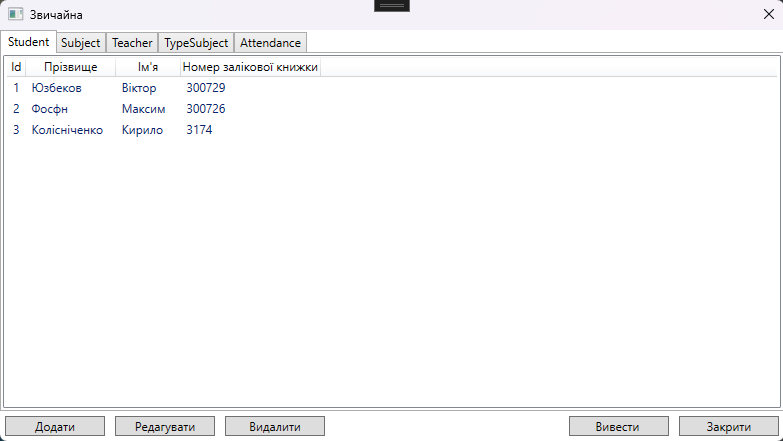 Звичайна
Student Subject Teacher TypeSubject Attendance
Id Прізвище Ім'я Номер залікової книжки
1 Юзбеков Віктор 300729
2 Фосфн Максим 300726
3 Колісніченко Кирило 3174
Додати Редагувати Видалити Вивести Закрити